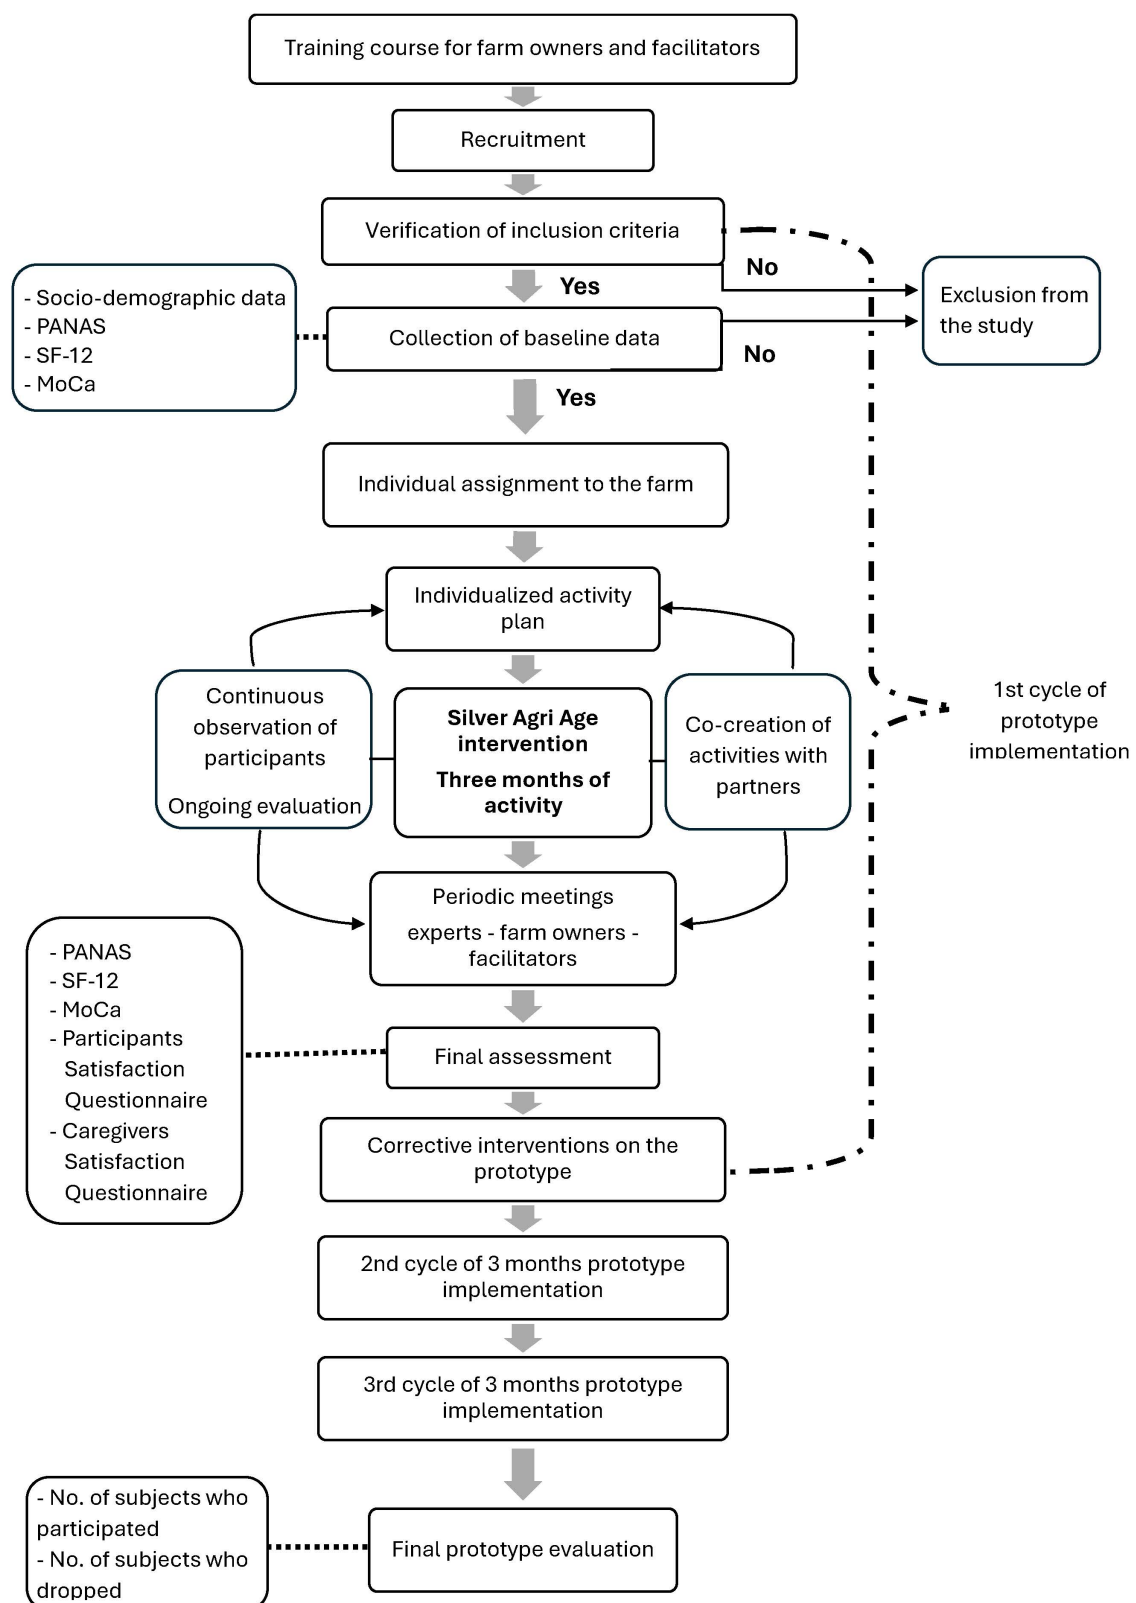 Training course for farm owners and facilitators
Recruitment
Verification of inclusion criteria
No
Yes
Exclusion from
the study
- Socio-demographic data
- PANAS
- SF-12
- MoCa
Collection of baseline data
No
Yes
Individual assignment to the farm
Individualized activity
plan
Continuous
observation of
participants
Ongoing evaluation
Silver Agri Age
intervention
Three months of
activity
Co-creation of
activities with
partners
1st cycle of
prototype
implementation
Periodic meetings
experts - farm owners -
facilitators
- PANAS
- SF-12
- MoCa
- Participants
Satisfaction
Questionnaire
- Caregivers
Satisfaction
Questionnaire
Final assessment
Corrective interventions on the
prototype
2nd cycle of 3 months prototype
implementation
3rd cycle of 3 months prototype
implementation
- No. of subjects who
participated
- No. of subjects who
dropped
Final prototype evaluation